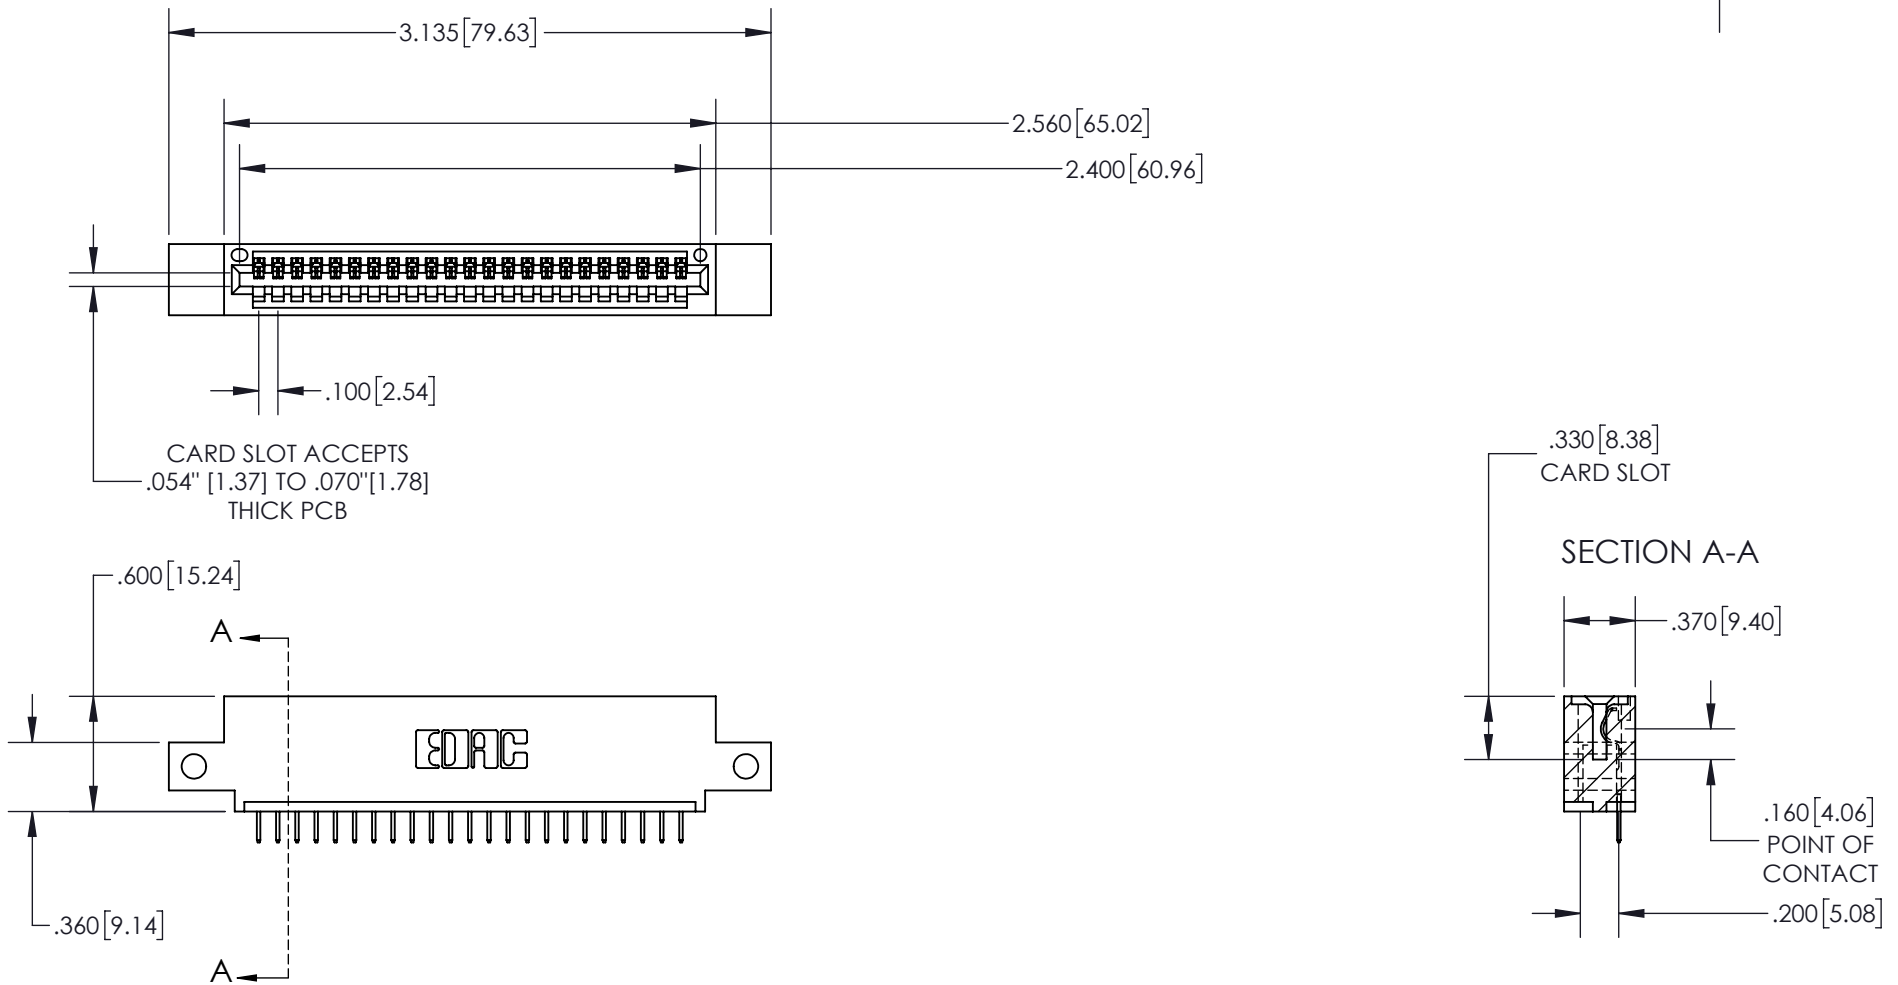 3.135[79.63]
2.560[65.02]
2.400[60.96]
.100[2.54]
CARD SLOT ACCEPTS
.054" [1.37] TO .070"[1.78]
THICK PCB
.330[8.38]
CARD SLOT
SECTION A-A
.600[15.24]
.370[9.40]
A
EDAC
.160[4.06]
POINT OF
CONTACT
.200[5.08]
.360[9.14]
A